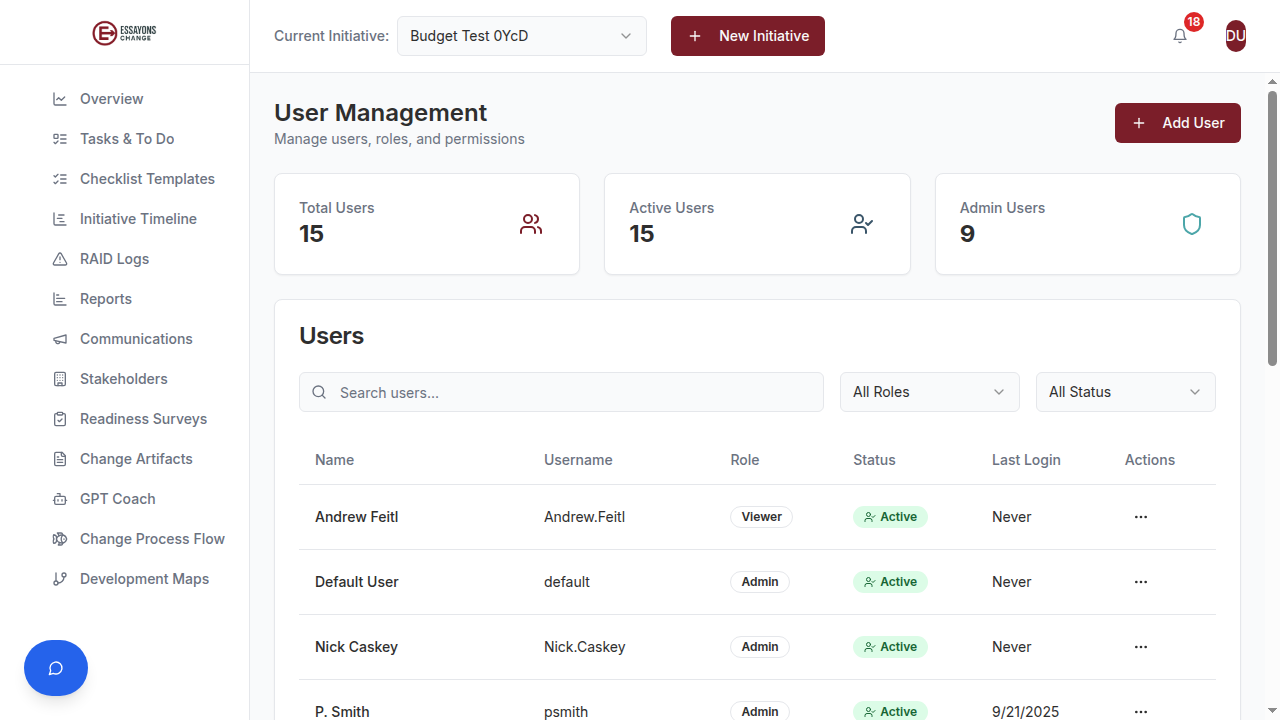 ESSAYONS
CHANGE
Current Initiative:
Budget Test 0YcD
New Initiative
18
DU
Overview
Tasks & To Do
Checklist Templates
Initiative Timeline
RAID Logs
Reports
Communications
Stakeholders
Readiness Surveys
Change Artifacts
GPT Coach
Change Process Flow
Development Maps
User Management
Manage users, roles, and permissions
Add User
Total Users
15
Active Users
15
Admin Users
9
Users
Search users...
All Roles
All Status
Name Username Role Status Last Login Actions
Andrew Feitl Andrew.Feitl Viewer Active Never
Default User default Admin Active Never
Nick Caskey Nick.Caskey Admin Active Never
P. Smith psmith Admin Active 9/21/2025